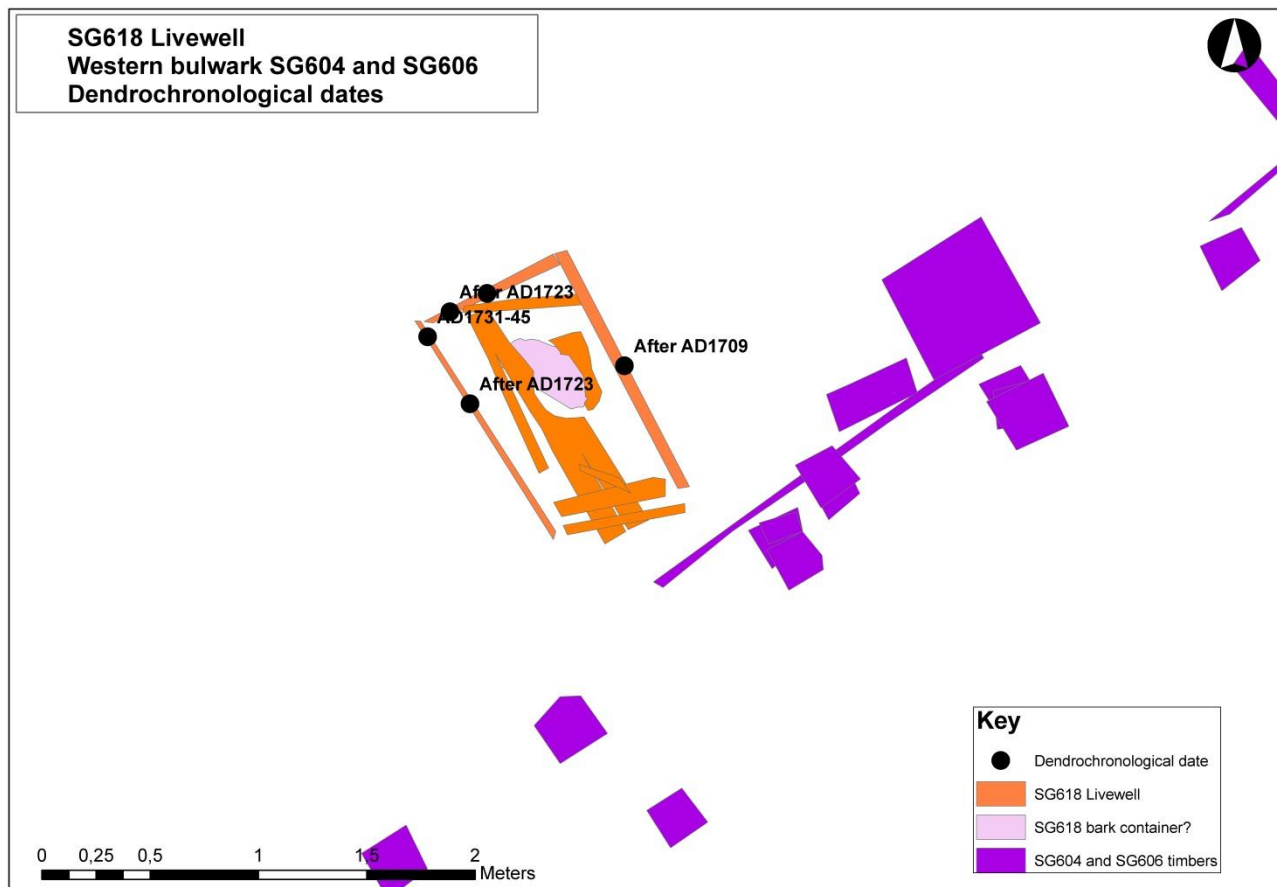 SG618 Livewell
Western bulwark SG604 and SG606
Dendrochronological dates
After AD1723
AD1731-45
After AD1709
After AD1723
Key
Dendrochronological date
SG618 Livewell
SG618 bark container?
SG604 and SG606 timbers
0 0,25 0,5 1 1,5 2
Meters